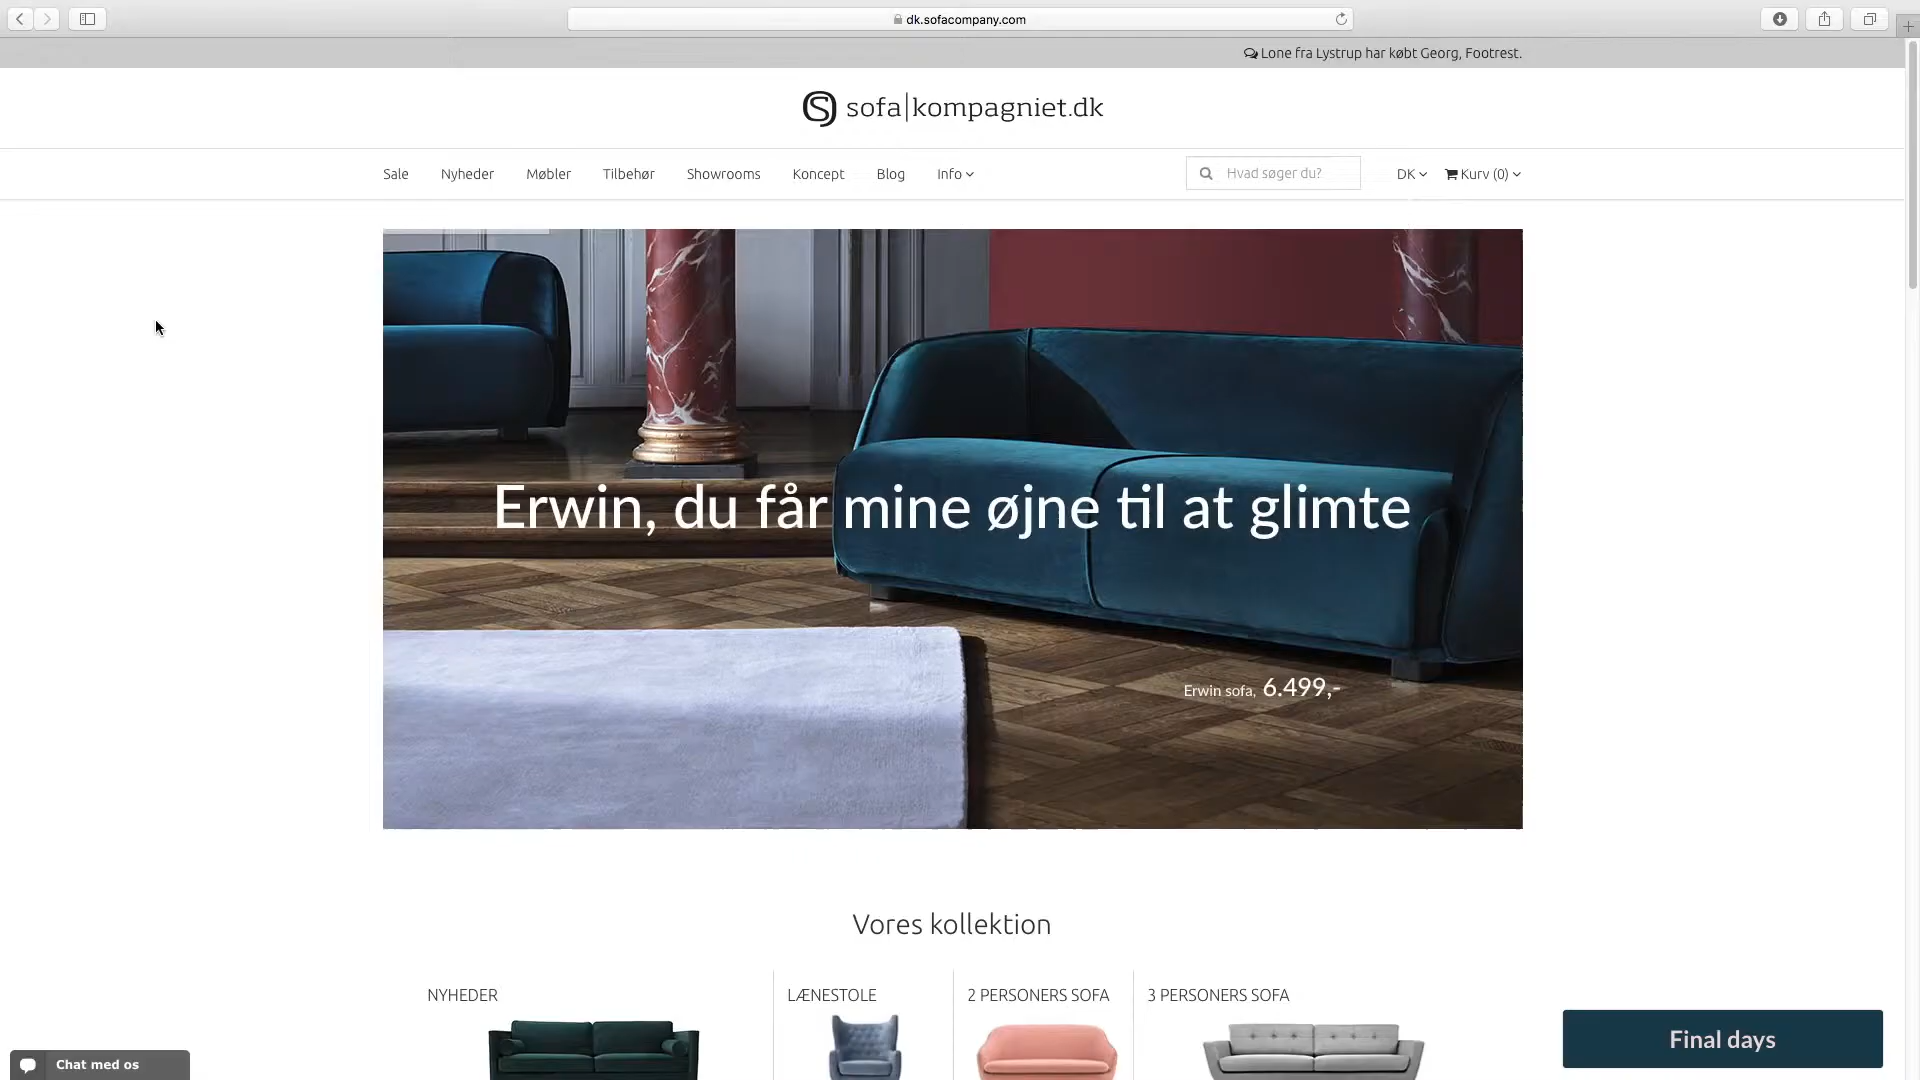 dk.sofacompany.com
Lone fra Lystrup har købt Georg, Footrest.
sofa|kompagniet.dk
Sale Nyheder Møbler Tilbehør Showrooms Koncept Blog Info Hvad søger du? DK Kurv (0)
Erwin, du får mine øjne til at glimte
Erwin sofa, 6.499,-
Vores kollektion
NYHEDER LÆNESTOLE 2 PERSONERS SOFA 3 PERSONERS SOFA
Final days
Chat med os